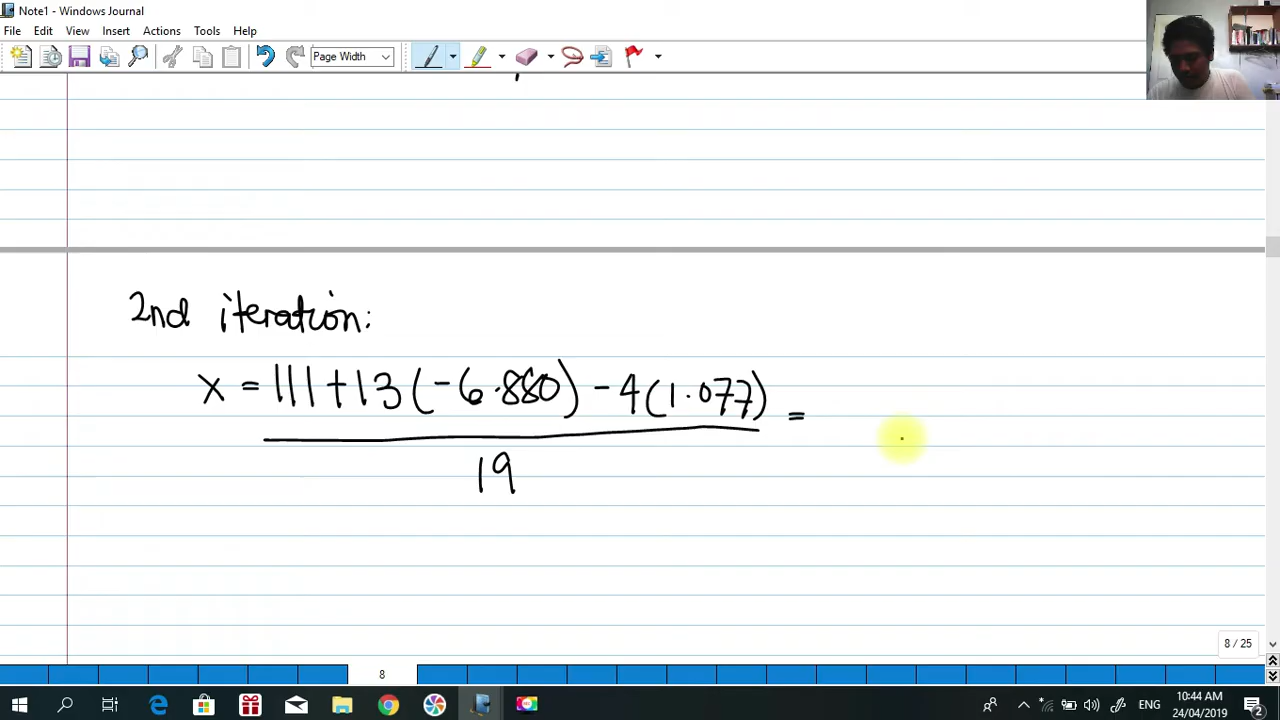 Note1 - Windows Journal
File Edit View Insert Actions Tools Help
Page Width
2nd iteration:
x = 111 + 13 (-6.880) - 4 (1.077) =
19
8 / 25
8
ENG
10:44 AM
24/04/2019
2